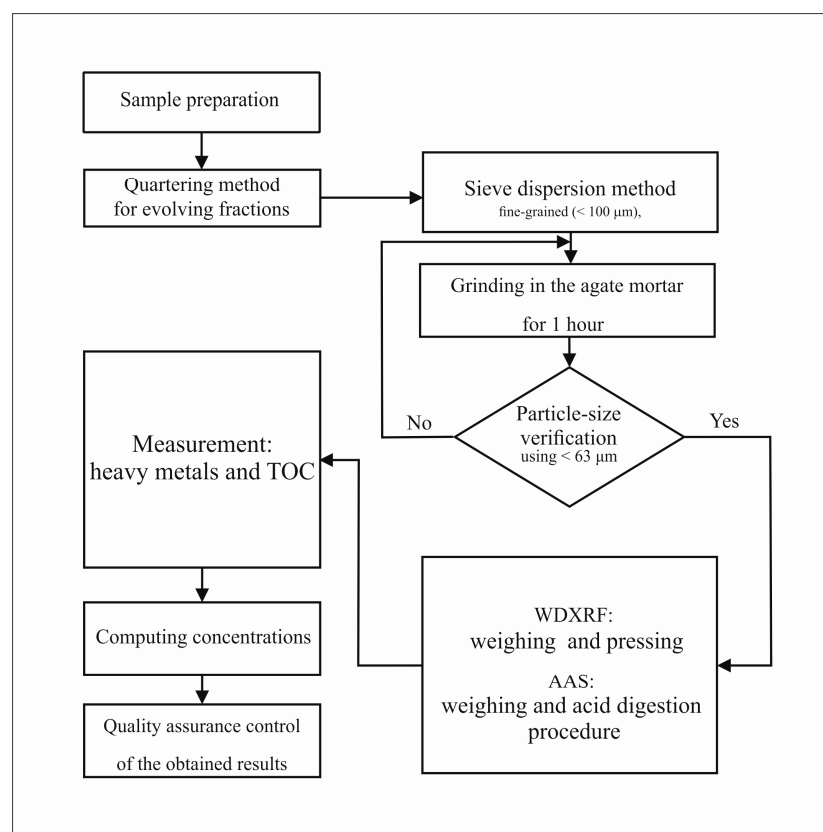 Sample preparation
Quartering method
for evolving fractions
Sieve dispersion method
fine-grained (< 100 μm),
Grinding in the agate mortar
for 1 hour
Particle-size
verification
using < 63 μm
No
Yes
WDXRF:
weighing and pressing
AAS:
weighing and acid digestion
procedure
Measurement:
heavy metals and TOC
Computing concentrations
Quality assurance control
of the obtained results